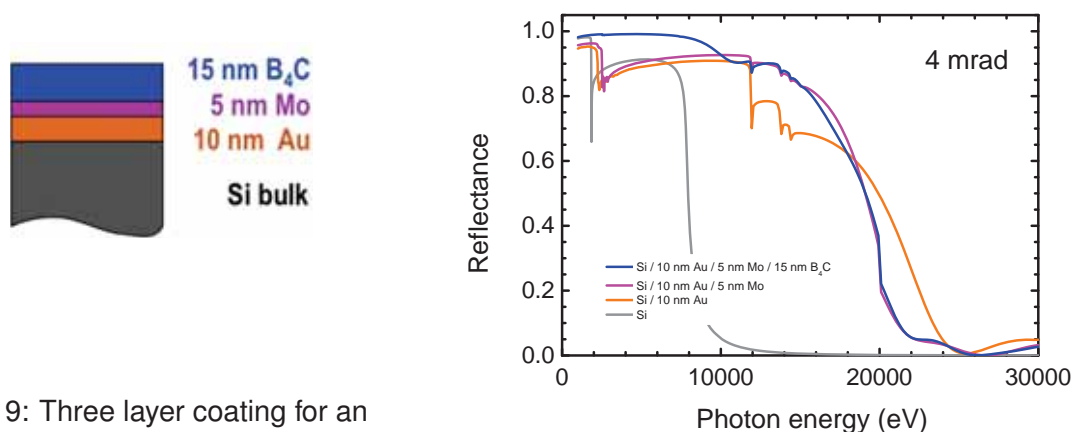 15 nm B₄C
5 nm Mo
10 nm Au
Si bulk
9: Three layer coating for an
1.0
0.8
0.6
0.4
0.2
0.0
Reflectance
4 mrad
Si / 10 nm Au / 5 nm Mo / 15 nm B₄C
Si / 10 nm Au / 5 nm Mo
Si / 10 nm Au
Si
0 10000 20000 30000
Photon energy (eV)